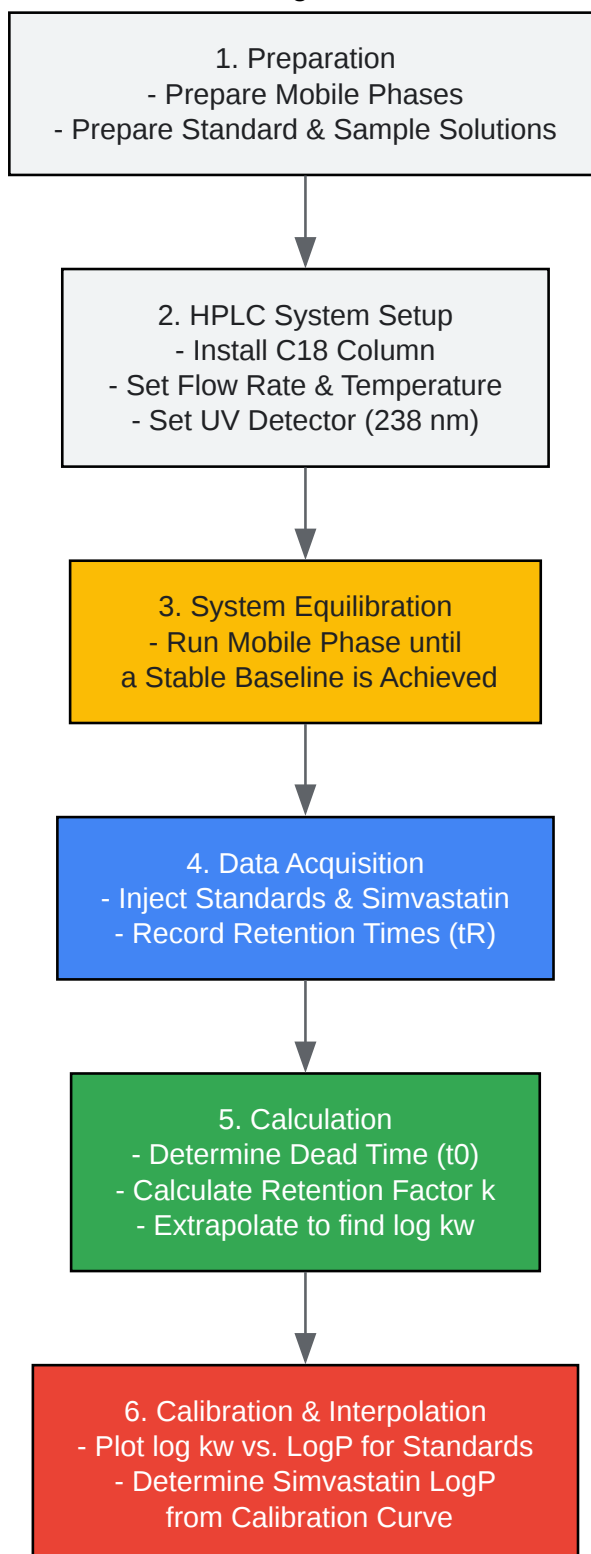 1. Preparation
- Prepare Mobile Phases
- Prepare Standard & Sample Solutions
2. HPLC System Setup
- Install C18 Column
- Set Flow Rate & Temperature
- Set UV Detector (238 nm)
3. System Equilibration
- Run Mobile Phase until
a Stable Baseline is Achieved
4. Data Acquisition
- Inject Standards & Simvastatin
- Record Retention Times (tR)
5. Calculation
- Determine Dead Time (t0)
- Calculate Retention Factor k
- Extrapolate to find log kw
6. Calibration & Interpolation
- Plot log kw vs. LogP for Standards
- Determine Simvastatin LogP
from Calibration Curve